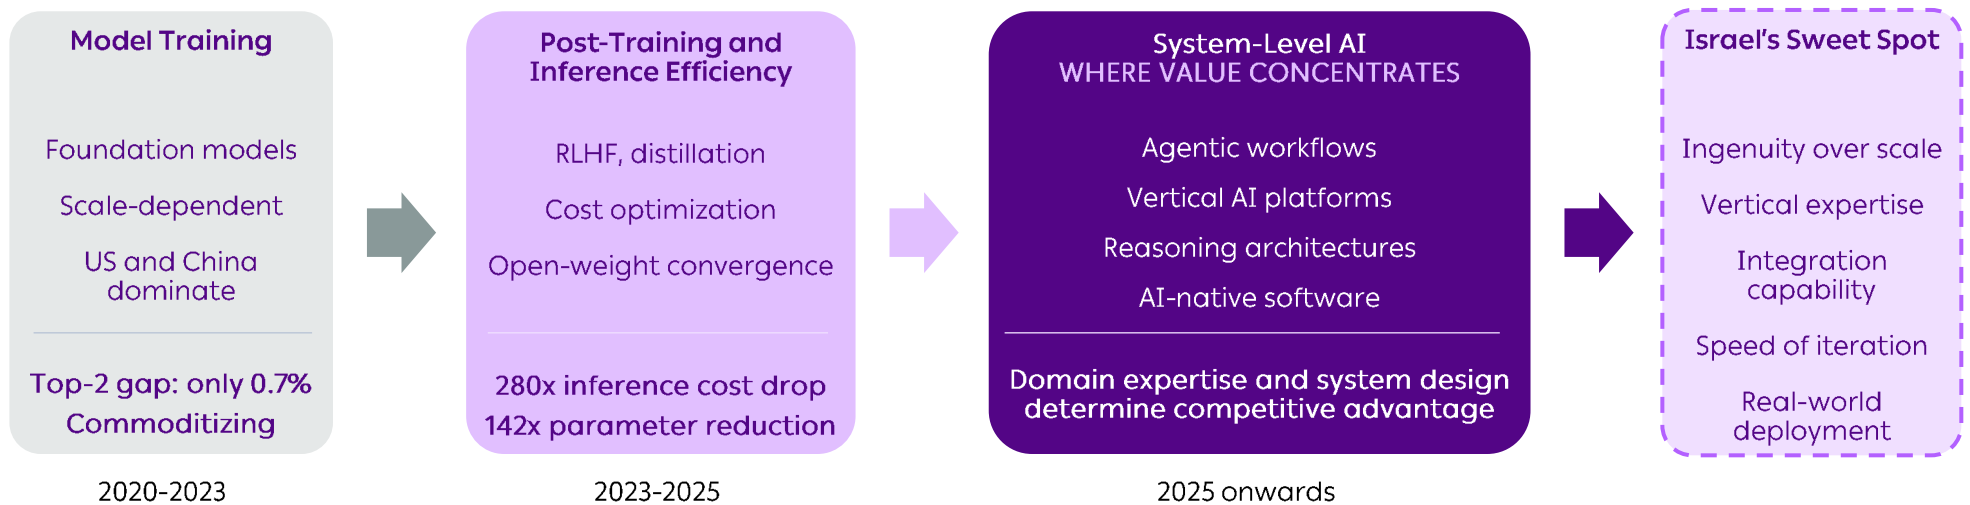 Model Training
Foundation models
Scale-dependent
US and China
dominate
Top-2 gap: only 0.7%
Commoditizing
2020-2023
Post-Training and
Inference Efficiency
RLHF, distillation
Cost optimization
Open-weight convergence
280x inference cost drop
142x parameter reduction
2023-2025
System-Level AI
WHERE VALUE CONCENTRATES
Agentic workflows
Vertical AI platforms
Reasoning architectures
AI-native software
Domain expertise and system design
determine competitive advantage
2025 onwards
Israel's Sweet Spot
Ingenuity over scale
Vertical expertise
Integration
capability
Speed of iteration
Real-world
deployment